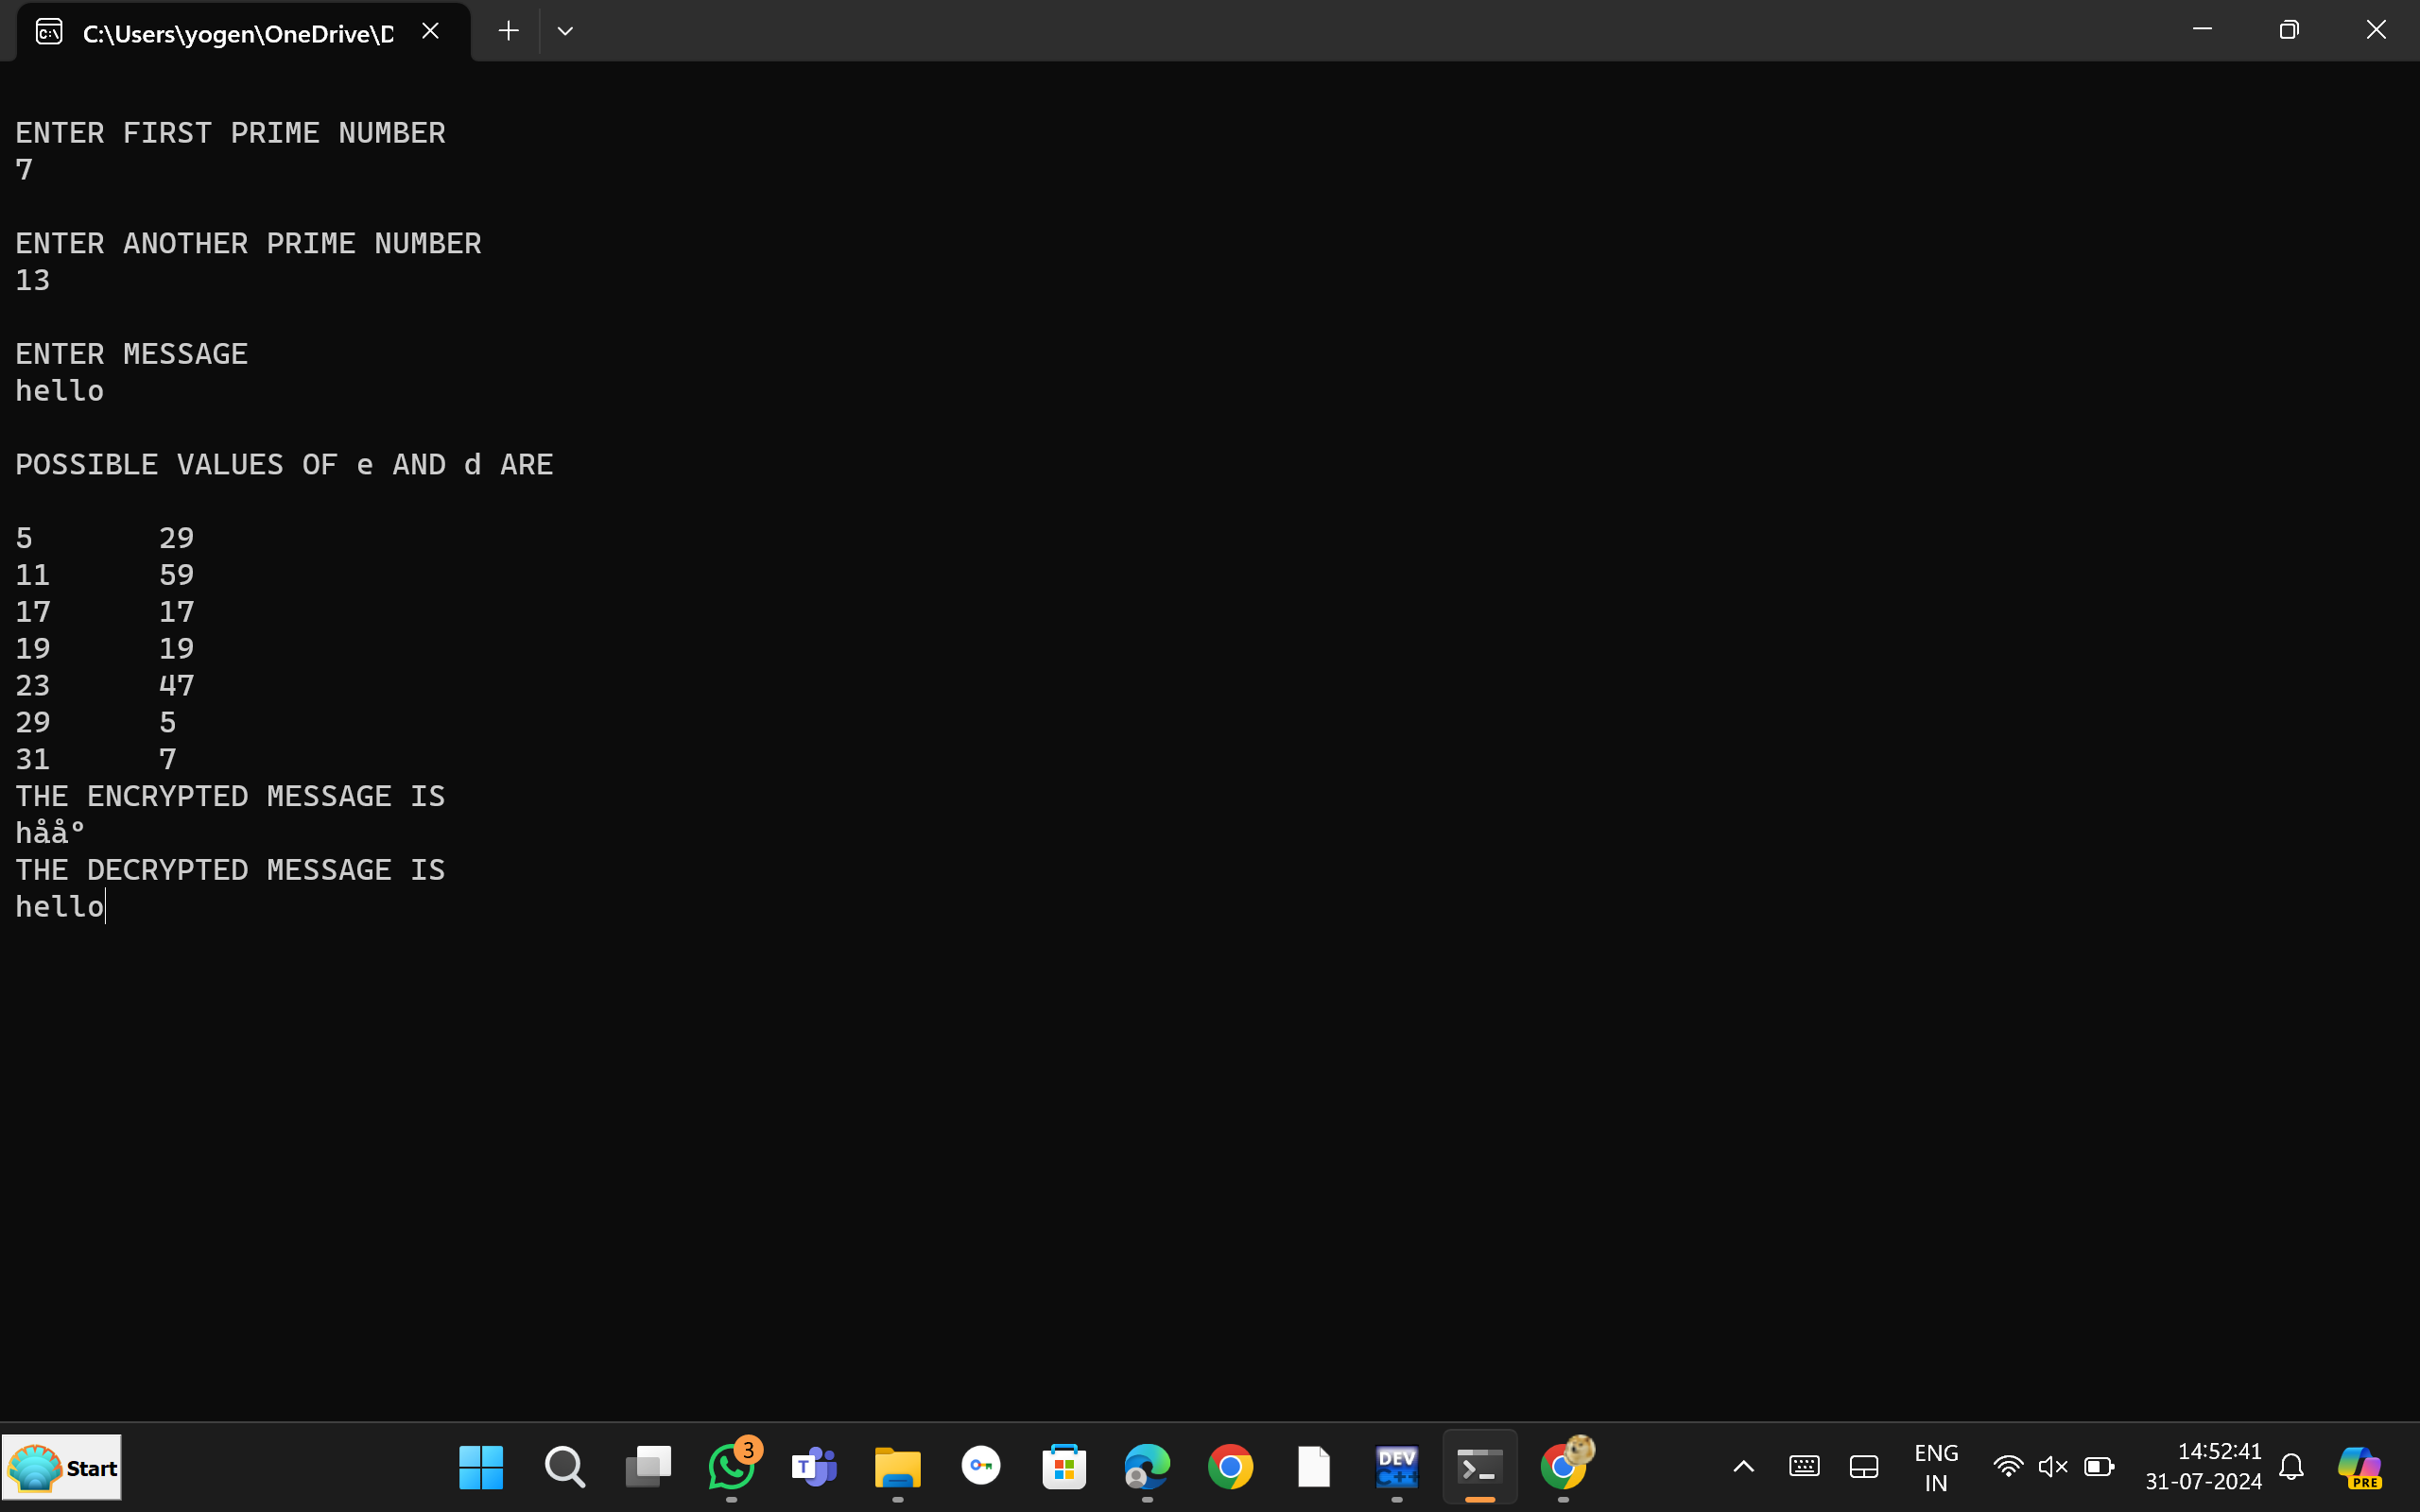 C:\Users\yogen\OneDrive\D
ENTER FIRST PRIME NUMBER
7
ENTER ANOTHER PRIME NUMBER
13
ENTER MESSAGE
hello
POSSIBLE VALUES OF e AND d ARE
5 29
11 59
17 17
19 19
23 47
29 5
31 7
THE ENCRYPTED MESSAGE IS
hååº
THE DECRYPTED MESSAGE IS
hello
Start
3
T
DEV
C++
ENG
IN
14:52:41
31-07-2024
PRE